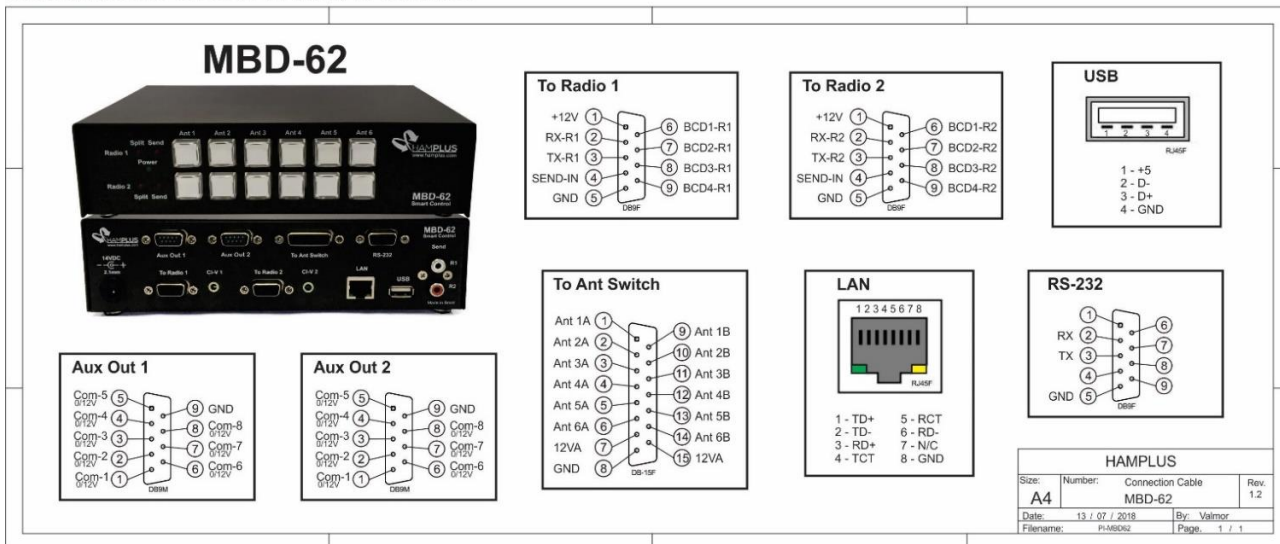 MBD-62
Ant 1 Ant 2 Ant 3 Ant 4 Ant 5 Ant 6
Split Send
Radio 1
Power
Radio 2
Split Send
HAMPLUS
www.hamplus.com
MBD-62
Smart Control
HAMPLUS
MBD-62
Smart Control
Aux Out 1 Aux Out 2 To Ant Switch RS-232
Send
R1
14VDC
2.1mm
To Radio 1 CI-V 1 To Radio 2 CI-V 2 LAN USB
R2
Made in Brazil
To Radio 1
+12V 1
RX-R1 2
TX-R1 3
SEND-IN 4
GND 5
6 BCD1-R1
7 BCD2-R1
8 BCD3-R1
9 BCD4-R1
DB9F
To Radio 2
+12V 1
RX-R2 2
TX-R2 3
SEND-IN 4
GND 5
6 BCD1-R2
7 BCD2-R2
8 BCD3-R2
9 BCD4-R2
DB9F
USB
1 2 3 4
RJ45F
1 - +5
2 - D-
3 - D+
4 - GND
Aux Out 1
Com-5 5
0/12V
Com-4 4
0/12V
Com-3 3
0/12V
Com-2 2
0/12V
Com-1 1
0/12V
9 GND
8 Com-8
0/12V
7 Com-7
0/12V
6 Com-6
0/12V
DB9M
Aux Out 2
Com-5 5
0/12V
Com-4 4
0/12V
Com-3 3
0/12V
Com-2 2
0/12V
Com-1 1
0/12V
9 GND
8 Com-8
0/12V
7 Com-7
0/12V
6 Com-6
0/12V
DB9M
To Ant Switch
Ant 1A 1
Ant 2A 2
Ant 3A 3
Ant 4A 4
Ant 5A 5
Ant 6A 6
12VA 7
GND 8
9 Ant 1B
10 Ant 2B
11 Ant 3B
12 Ant 4B
13 Ant 5B
14 Ant 6B
15 12VA
DB-15F
LAN
1 2 3 4 5 6 7 8
RJ45F
1 - TD+ 5 - RCT
2 - TD- 6 - RD-
3 - RD+ 7 - N/C
4 - TCT 8 - GND
RS-232
1
RX 2
TX 3
4
GND 5
6
7
8
9
DB9F
HAMPLUS
Size: A4
Number: Connection Cable
MBD-62
Rev. 1.2
Date: 13 / 07 / 2018 By: Valmor
Filename: PI-MBD62 Page. 1 / 1